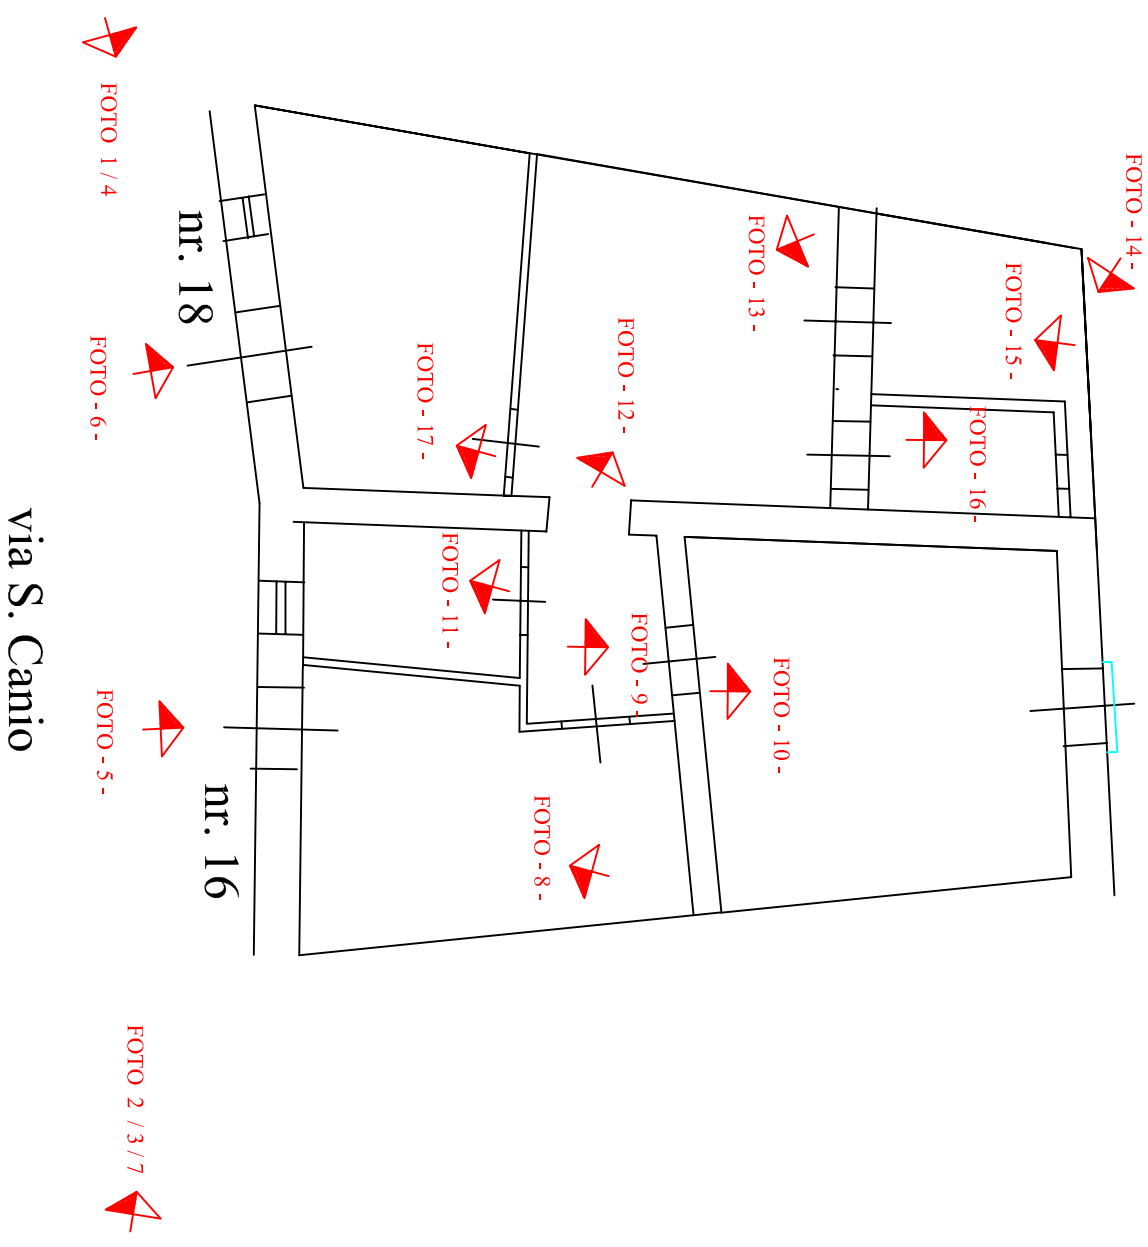 FOTO - 14-
FOTO - 15 -
FOTO - 16-
FOTO - 13 -
FOTO - 10 -
FOTO - 12-
FOTO - 9 -
FOTO - 8 -
FOTO - 17 -
FOTO - 11 -
nr. 18
nr. 16
FOTO 1 / 4
FOTO - 6 -
FOTO - 5 -
FOTO 2 / 3 / 7
via S. Canio